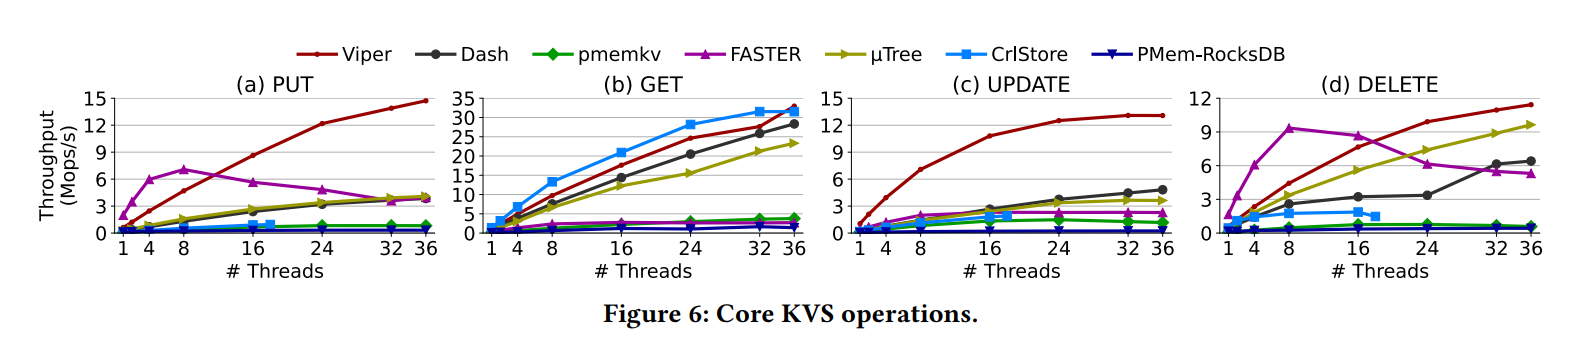 Viper Dash pmemkv FASTER μTree CrlStore PMem-RocksDB
(a) PUT (b) GET (c) UPDATE (d) DELETE
Throughput
(Mops/s)
15
12
9
6
3
0
1 4 8 16 24 32 36
# Threads
35
30
25
20
15
10
5
0
1 4 8 16 24 32 36
# Threads
15
12
9
6
3
0
1 4 8 16 24 32 36
# Threads
12
9
6
3
0
1 4 8 16 24 32 36
# Threads
Figure 6: Core KVS operations.